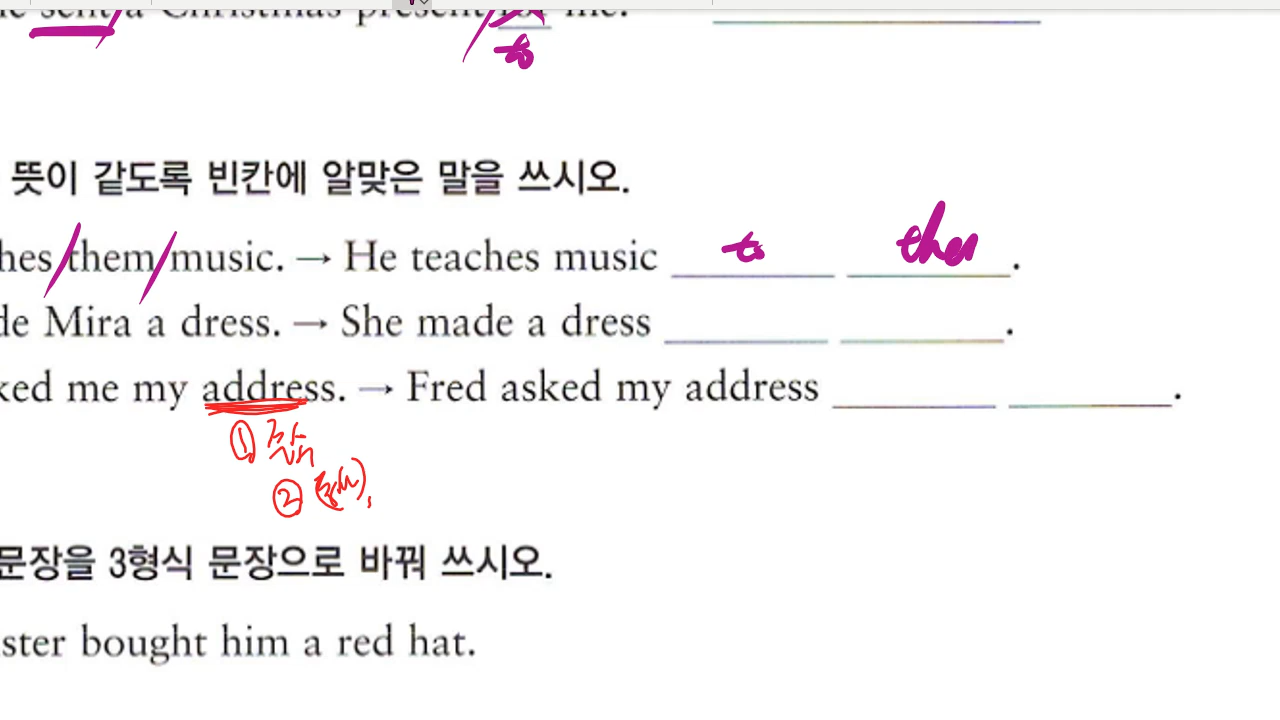 sent a Christmas present for me.
to
뜻이 같도록 빈칸에 알맞은 말을 쓰시오.
hes them music. → He teaches music to them.
de Mira a dress. → She made a dress
ked me my address. → Fred asked my address
①
②
문장을 3형식 문장으로 바꿔 쓰시오.
ster bought him a red hat.